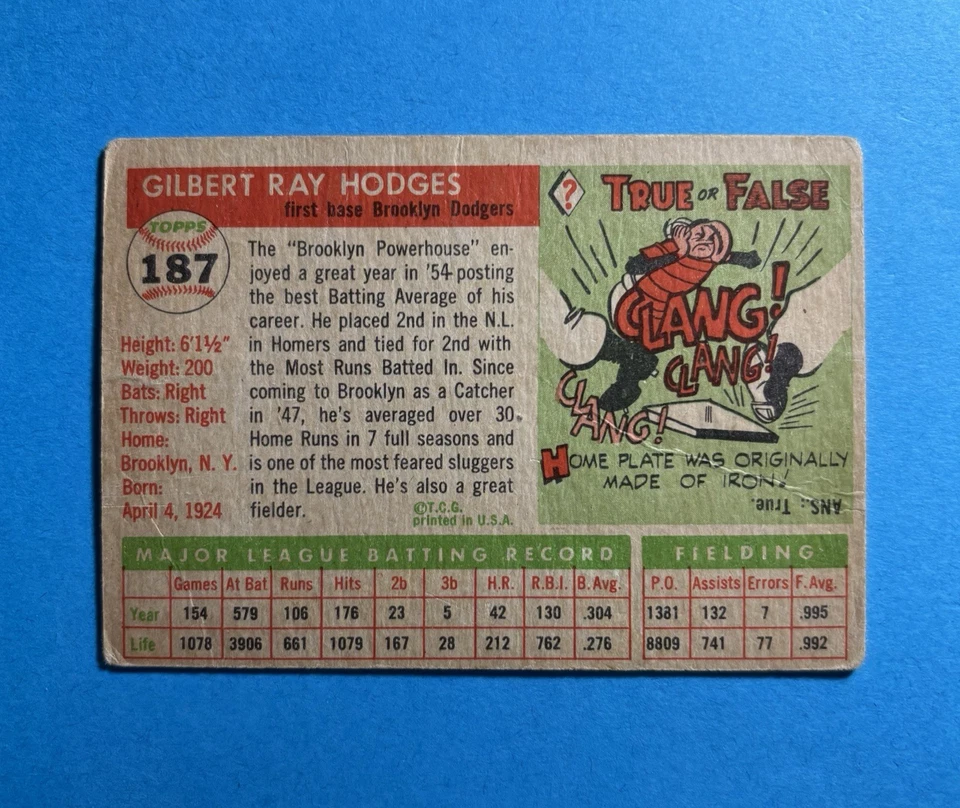 GILBERT RAY HODGES
first base Brooklyn Dodgers
TOPPS
187
Height: 6'1½"
Weight: 200
Bats: Right
Throws: Right
Home:
Brooklyn, N. Y.
Born:
April 4, 1924
The "Brooklyn Powerhouse" en-
joyed a great year in '54 posting
the best Batting Average of his
career. He placed 2nd in the N.L.
in Homers and tied for 2nd with
the Most Runs Batted In. Since
coming to Brooklyn as a Catcher
in '47, he's averaged over 30
Home Runs in 7 full seasons and
is one of the most feared sluggers
in the League. He's also a great
fielder.
©T.C.G.
printed in U.S.A.
? TRUE OR FALSE
CLANG!
CLANG!
CLANG!
HOME PLATE WAS ORIGINALLY
MADE OF IRON!
ANS.: True.
MAJOR LEAGUE BATTING RECORD FIELDING
Games At Bat Runs Hits 2b 3b H.R. R.B.I. B. Avg. P.O. Assists Errors F. Avg.
Year 154 579 106 176 23 5 42 130 .304 1381 132 7 .995
Life 1078 3906 661 1079 167 28 212 762 .276 8809 741 77 .992